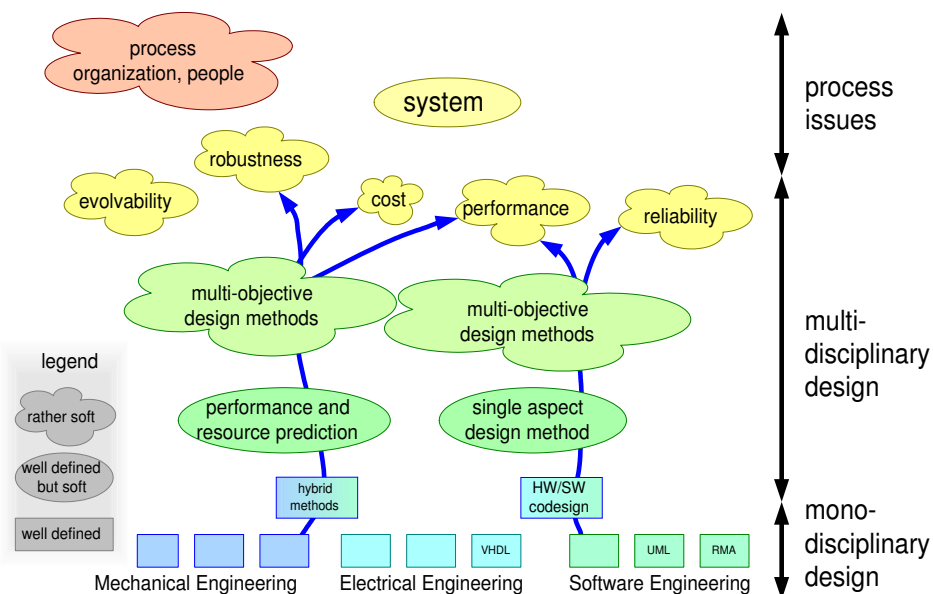 process
organization, people
system
process
issues
robustness
evolvability
cost
performance
reliability
multi-objective
design methods
multi-objective
design methods
multi-
disciplinary
design
legend
rather soft
well defined
but soft
well defined
performance and
resource prediction
single aspect
design method
hybrid
methods
HW/SW
codesign
mono-
disciplinary
design
VHDL
UML
RMA
Mechanical Engineering
Electrical Engineering
Software Engineering